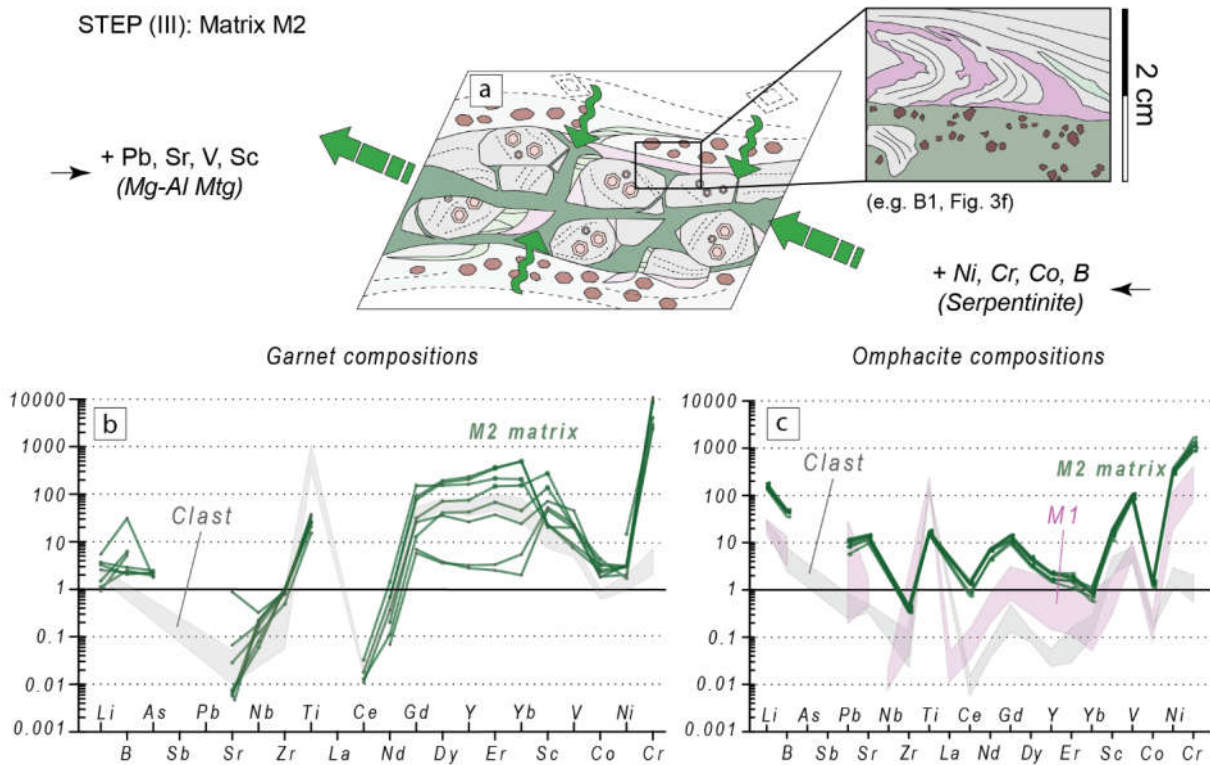 STEP (III): Matrix M2
a
+ Pb, Sr, V, Sc
(Mg-Al Mtg)
2 cm
(e.g. B1, Fig. 3f)
+ Ni, Cr, Co, B
(Serpentinite)
Garnet compositions
b
M2 matrix
Clast
10000
1000
100
10
1
0.1
0.01
0.001
Li As Pb Nb Ti La Gd Y Yb V Ni
B Sb Sr Zr Ce Nd Dy Er Sc Co Cr
Omphacite compositions
c
Clast
M2 matrix
M1
10000
1000
100
10
1
0.1
0.01
0.001
Li As Pb Nb Ti Ce Gd Y Yb V Ni
B Sb Sr Zr La Nd Dy Er Sc Co Cr